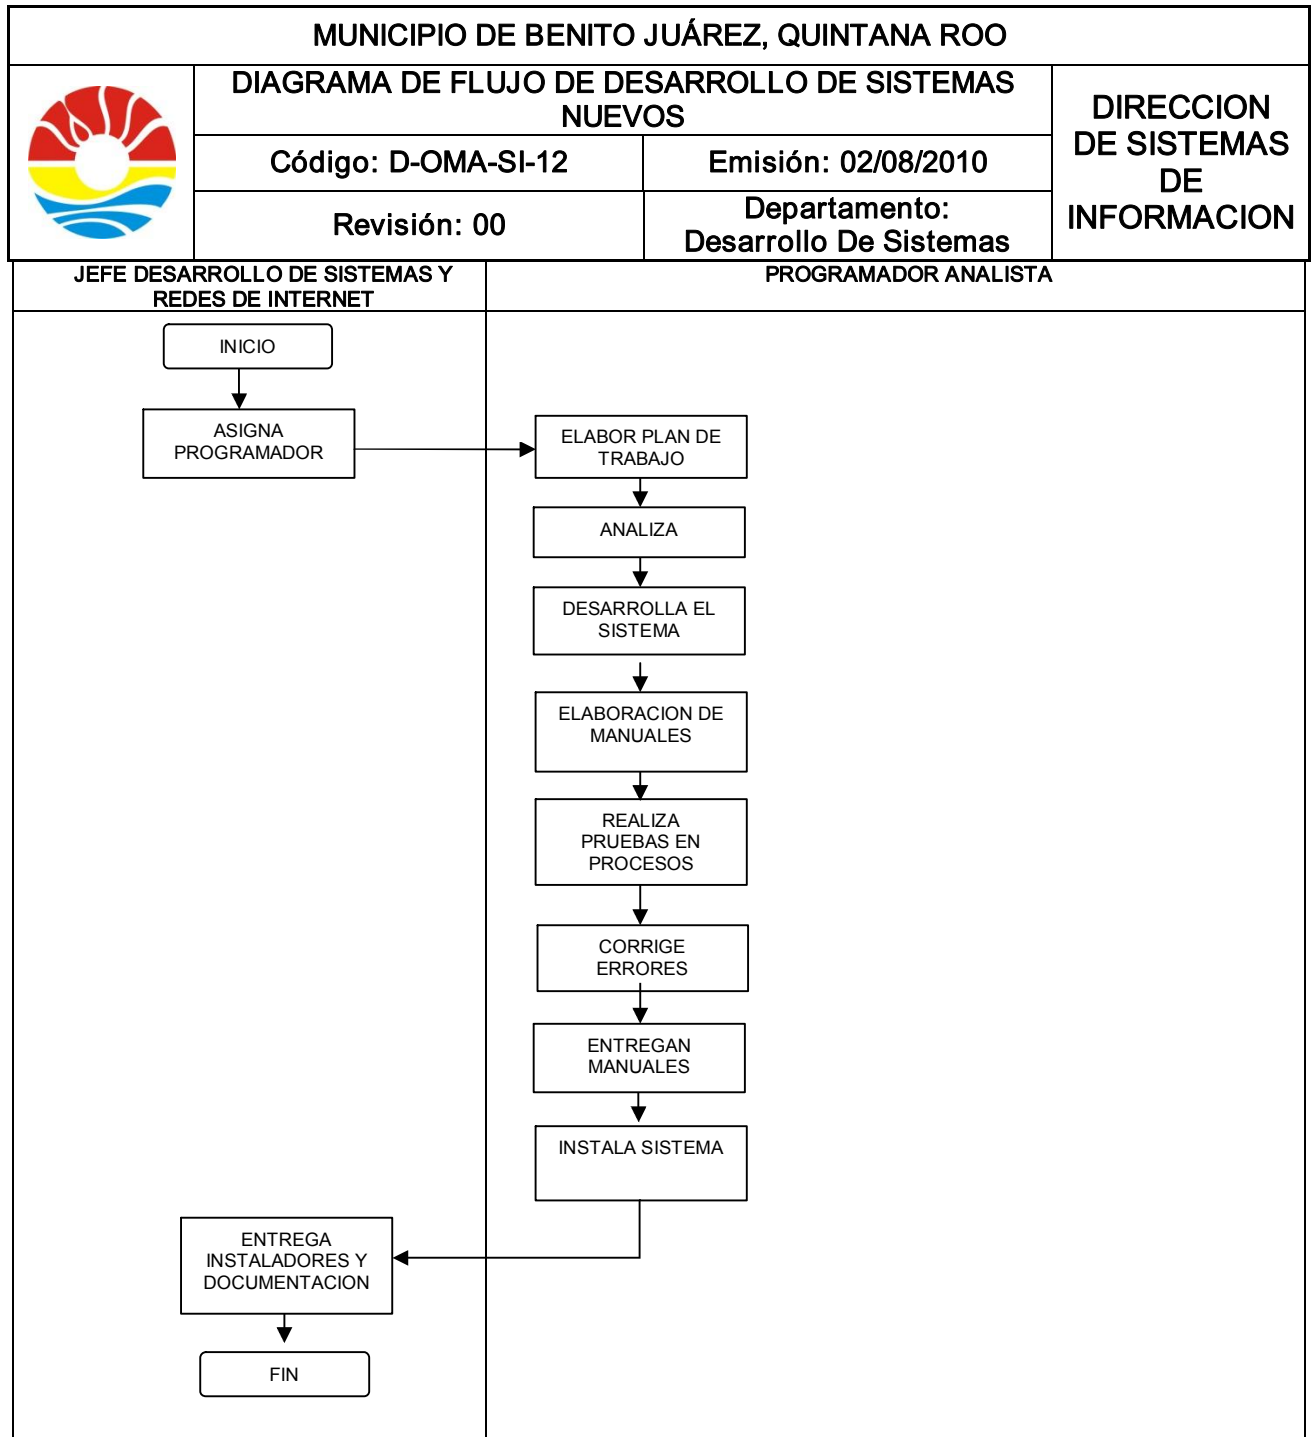 MUNICIPIO DE BENITO JUÁREZ, QUINTANA ROO
DIAGRAMA DE FLUJO DE DESARROLLO DE SISTEMAS
NUEVOS
Código: D-OMA-SI-12
Emisión: 02/08/2010
Revisión: 00
Departamento:
Desarrollo De Sistemas
DIRECCION
DE SISTEMAS
DE
INFORMACION
JEFE DESARROLLO DE SISTEMAS Y
REDES DE INTERNET
PROGRAMADOR ANALISTA
INICIO
ASIGNA
PROGRAMADOR
ELABOR PLAN DE
TRABAJO
ANALIZA
DESARROLLA EL
SISTEMA
ELABORACION DE
MANUALES
REALIZA
PRUEBAS EN
PROCESOS
CORRIGE
ERRORES
ENTREGAN
MANUALES
INSTALA SISTEMA
ENTREGA
INSTALADORES Y
DOCUMENTACION
FIN